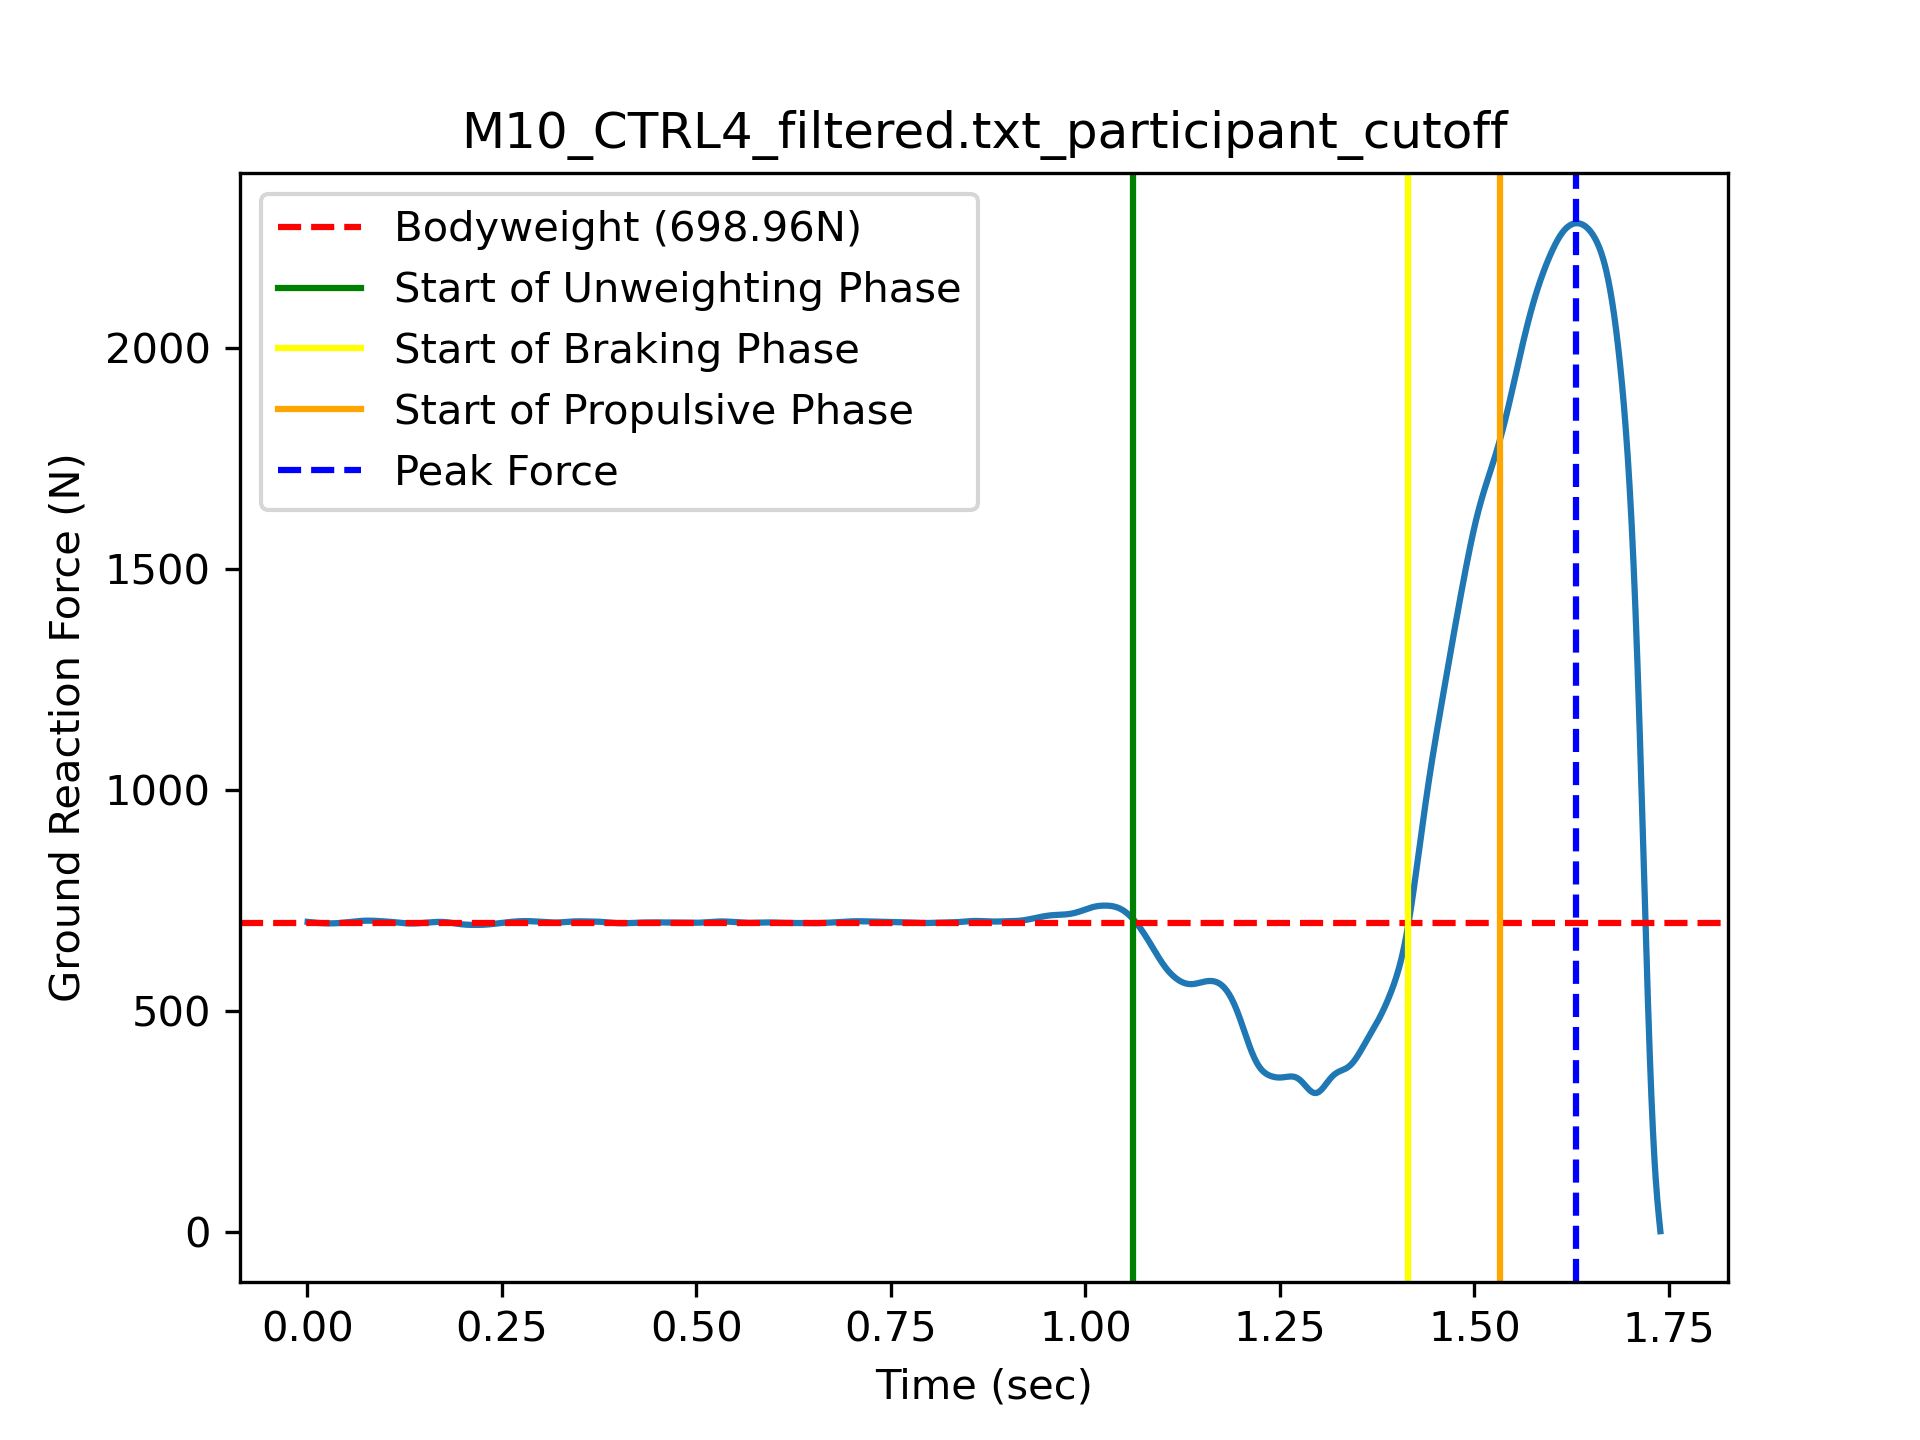 M10_CTRL4_filtered.txt_participant_cutoff
Bodyweight (698.96N)
Start of Unweighting Phase
Start of Braking Phase
Start of Propulsive Phase
Peak Force
Ground Reaction Force (N)
2000
1500
1000
500
0
0.00 0.25 0.50 0.75 1.00 1.25 1.50 1.75
Time (sec)